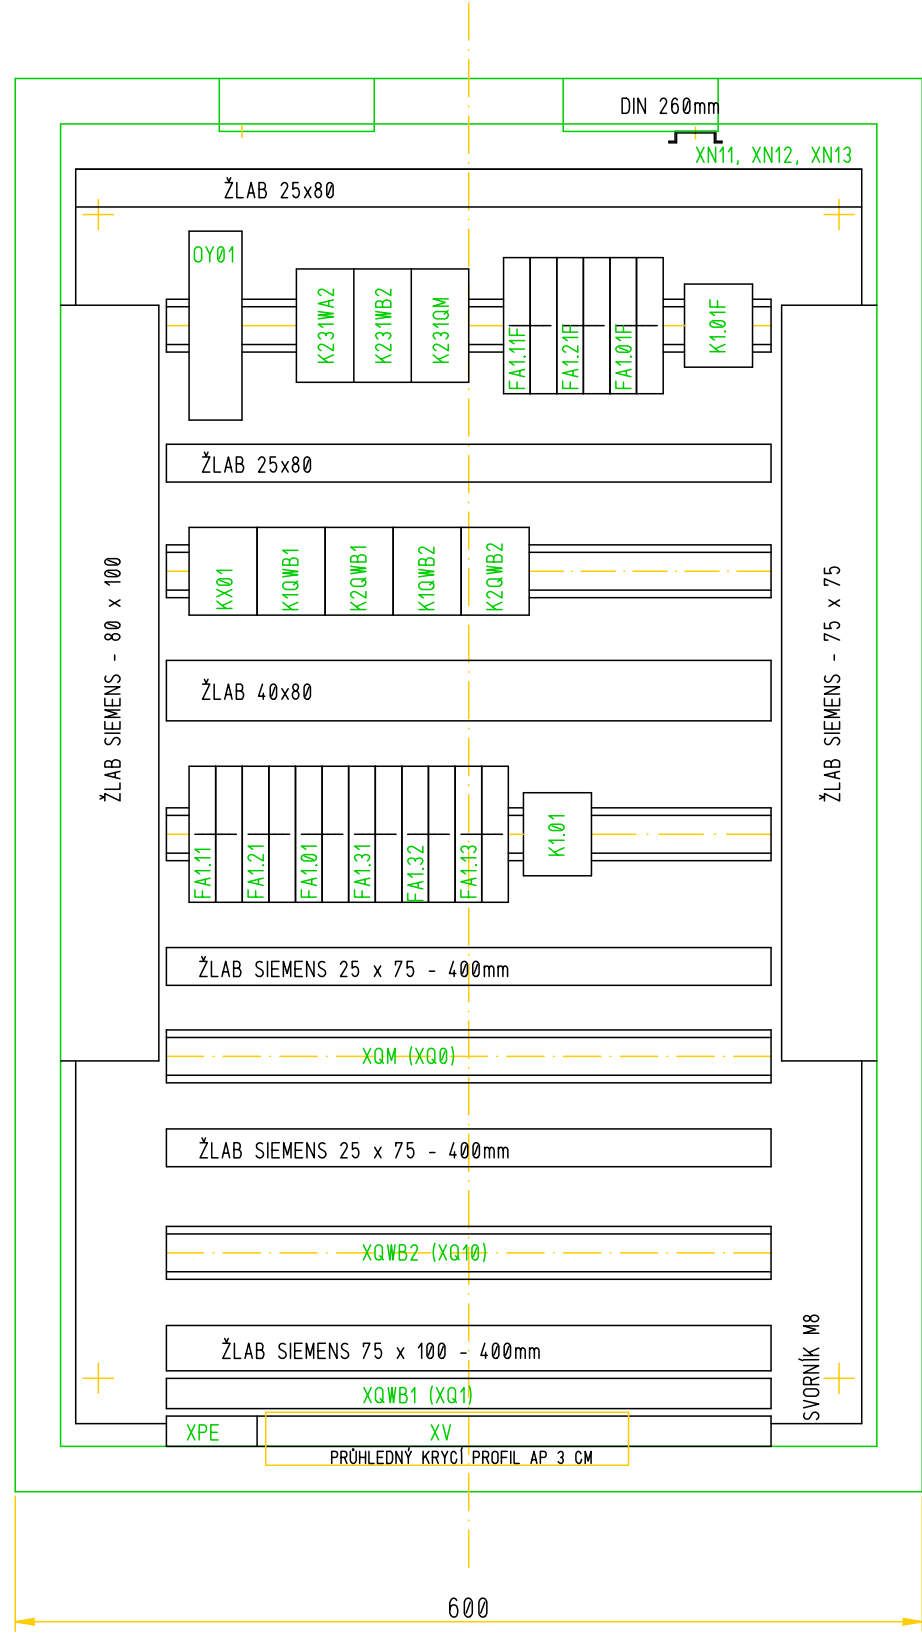 DIN 260mm
XN11, XN12, XN13
ŽLAB 25x80
OY01
K231WA2
K231WB2
K231QM
FA1.11F
FA1.21F
FA1.01F
K1.01F
ŽLAB 25x80
KX01
K1QWB1
K2QWB1
K1QWB2
K2QWB2
ŽLAB SIEMENS - 80 x 100
ŽLAB SIEMENS - 75 x 75
ŽLAB 40x80
FA1.11
FA1.21
FA1.01
FA1.31
FA1.32
FA1.13
K1.01
ŽLAB SIEMENS 25 x 75 - 400mm
XQM (XQ0)
ŽLAB SIEMENS 25 x 75 - 400mm
XQWB2 (XQ10)
ŽLAB SIEMENS 75 x 100 - 400mm
SVORNÍK M8
XQWB1 (XQ1)
XPE
XV
PRŮHLEDNÝ KRYCÍ PROFIL AP 3 CM
600